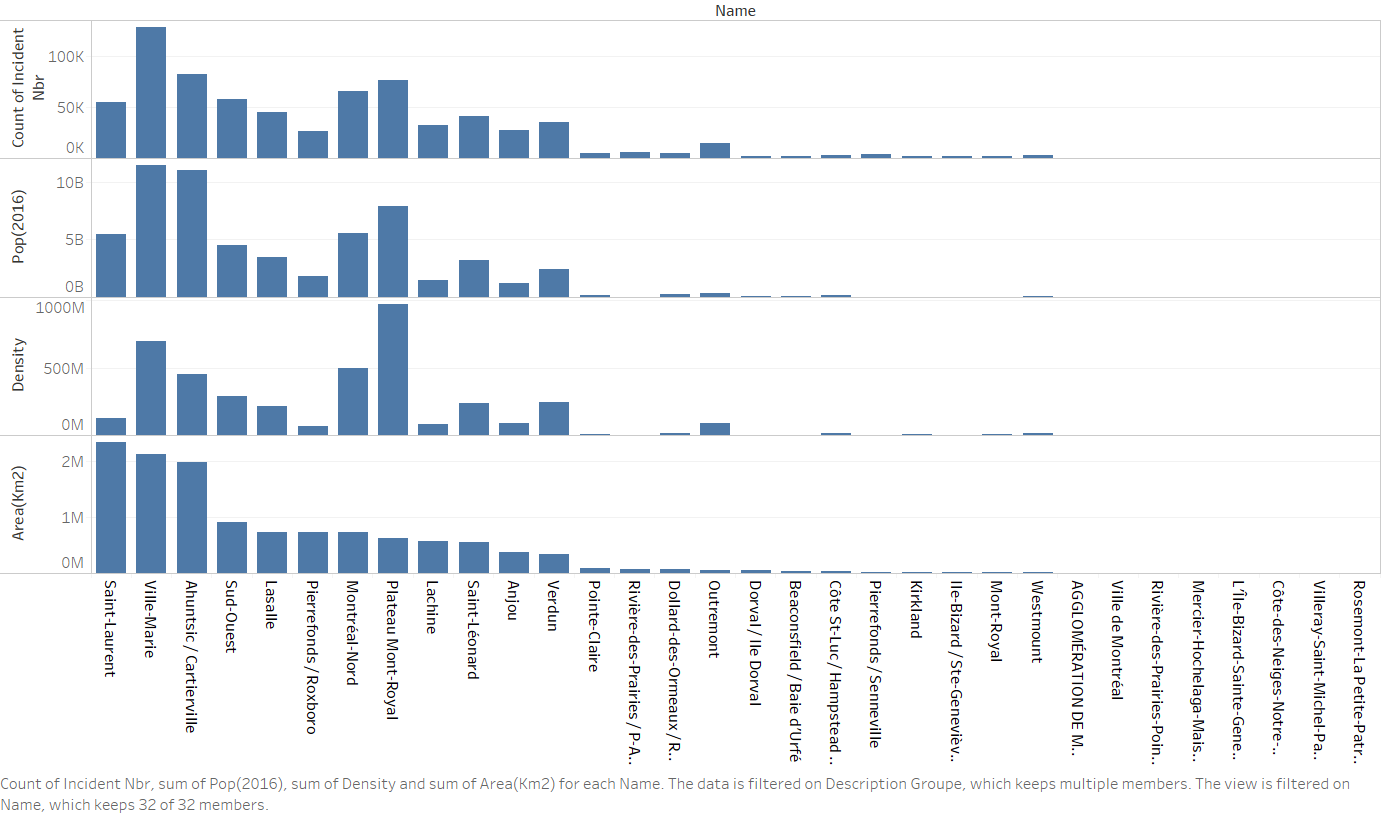 Name
Count of Incident
Nbr
100K
50K
0K
Pop(2016)
10B
5B
0B
Density
1000M
500M
0M
Area(Km2)
2M
1M
0M
Saint-Laurent
Ville-Marie
Ahuntsic / Cartierville
Sud-Ouest
Lasalle
Pierrefonds / Roxboro
Montréal-Nord
Plateau Mont-Royal
Lachine
Saint-Léonard
Anjou
Verdun
Pointe-Claire
Rivière-des-Prairies / P-A..
Dollard-des-Ormeaux / R..
Outremont
Dorval / Ile Dorval
Beaconsfield / Baie d'Urfé
Côte St-Luc / Hampstead ..
Pierrefonds / Senneville
Kirkland
Ile-Bizard / Ste-Genevièv..
Mont-Royal
Westmount
AGGLOMÉRATION DE M..
Ville de Montréal
Rivière-des-Prairies-Poin..
Mercier-Hochelaga-Mais..
L'Île-Bizard-Sainte-Gene..
Côte-des-Neiges-Notre-..
Villeray-Saint-Michel-Pa..
Rosemont-La Petite-Patr..
Count of Incident Nbr, sum of Pop(2016), sum of Density and sum of Area(Km2) for each Name. The data is filtered on Description Groupe, which keeps multiple members. The view is filtered on
Name, which keeps 32 of 32 members.